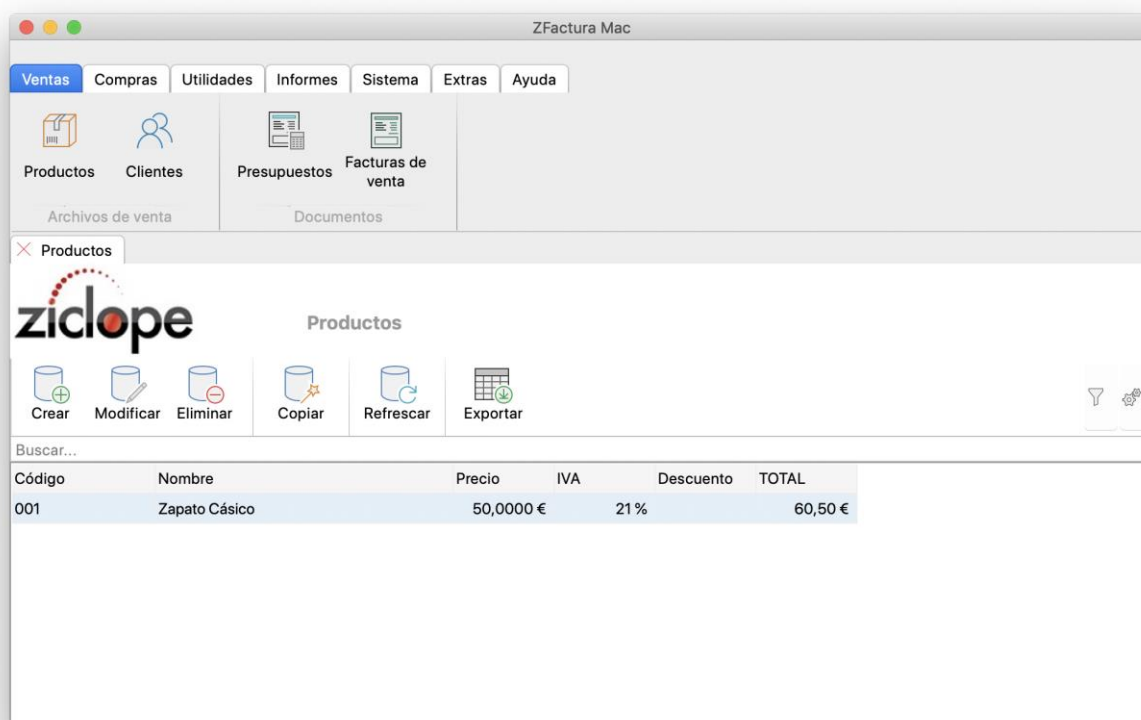 ZFactura Mac
Ventas Compras Utilidades Informes Sistema Extras Ayuda
Productos Clientes Presupuestos Facturas de venta
Archivos de venta Documentos
Productos
ziclope Productos
Crear Modificar Eliminar Copiar Refrescar Exportar
Buscar...
Código Nombre Precio IVA Descuento TOTAL
001 Zapato Cásico 50,0000 € 21 % 60,50 €